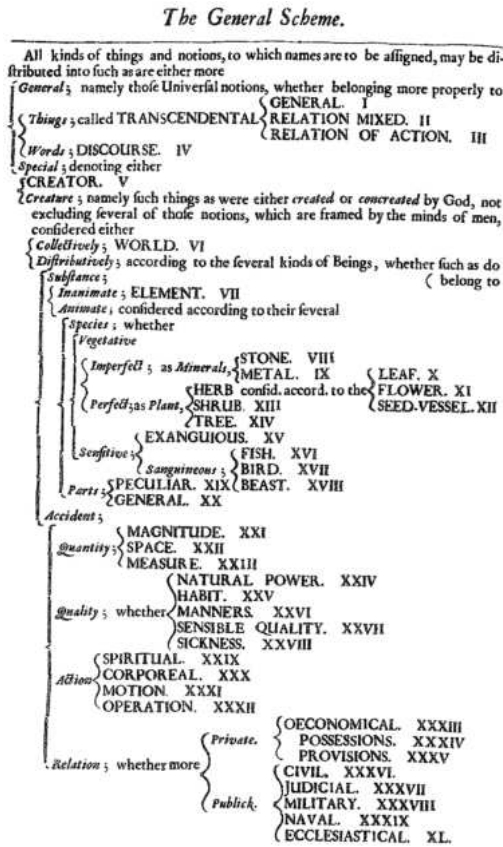 The General Scheme.
All kinds of things and notions, to which names are to be aſſigned, may be di-
ſtributed into ſuch as are either more
General; namely thoſe Univerſal notions, whether belonging more properly to
GENERAL. I
Things; called TRANSCENDENTAL RELATION MIXED. II
RELATION OF ACTION. III
Words; DISCOURSE. IV
Special; denoting either
CREATOR. V
Creature; namely ſuch things as were either created or concreated by God, not
excluding ſeveral of thoſe notions, which are framed by the minds of men,
conſidered either
Collectively; WORLD. VI
Diſtributively; according to the ſeveral kinds of Beings, whether ſuch as do
Subſtance; ( belong to
Inanimate; ELEMENT. VII
Animate; conſidered according to their ſeveral
Species; whether
Vegetative
Imperfect; as Minerals, STONE. VIII
METAL. IX LEAF. X
Perfect; as Plant, HERB conſid. accord. to the FLOWER. XI
SHRUB. XIII SEED-VESSEL. XII
TREE. XIV
Senſitive; EXANGUIOUS. XV
Sanguineous; FISH. XVI
BIRD. XVII
Parts; PECULIAR. XIX BEAST. XVIII
GENERAL. XX
Accident;
MAGNITUDE. XXI
Quantity; SPACE. XXII
MEASURE. XXIII
NATURAL POWER. XXIV
HABIT. XXV
Quality; whether MANNERS. XXVI
SENSIBLE QUALITY. XXVII
SICKNESS. XXVIII
SPIRITUAL. XXIX
Action CORPOREAL. XXX
MOTION. XXXI
OPERATION. XXXII
OECONOMICAL. XXXIII
Private. POSSESSIONS. XXXIV
PROVISIONS. XXXV
Relation; whether more CIVIL. XXXVI.
JUDICIAL. XXXVII
Publick. MILITARY. XXXVIII
NAVAL. XXXIX
ECCLESIASTICAL. XL.